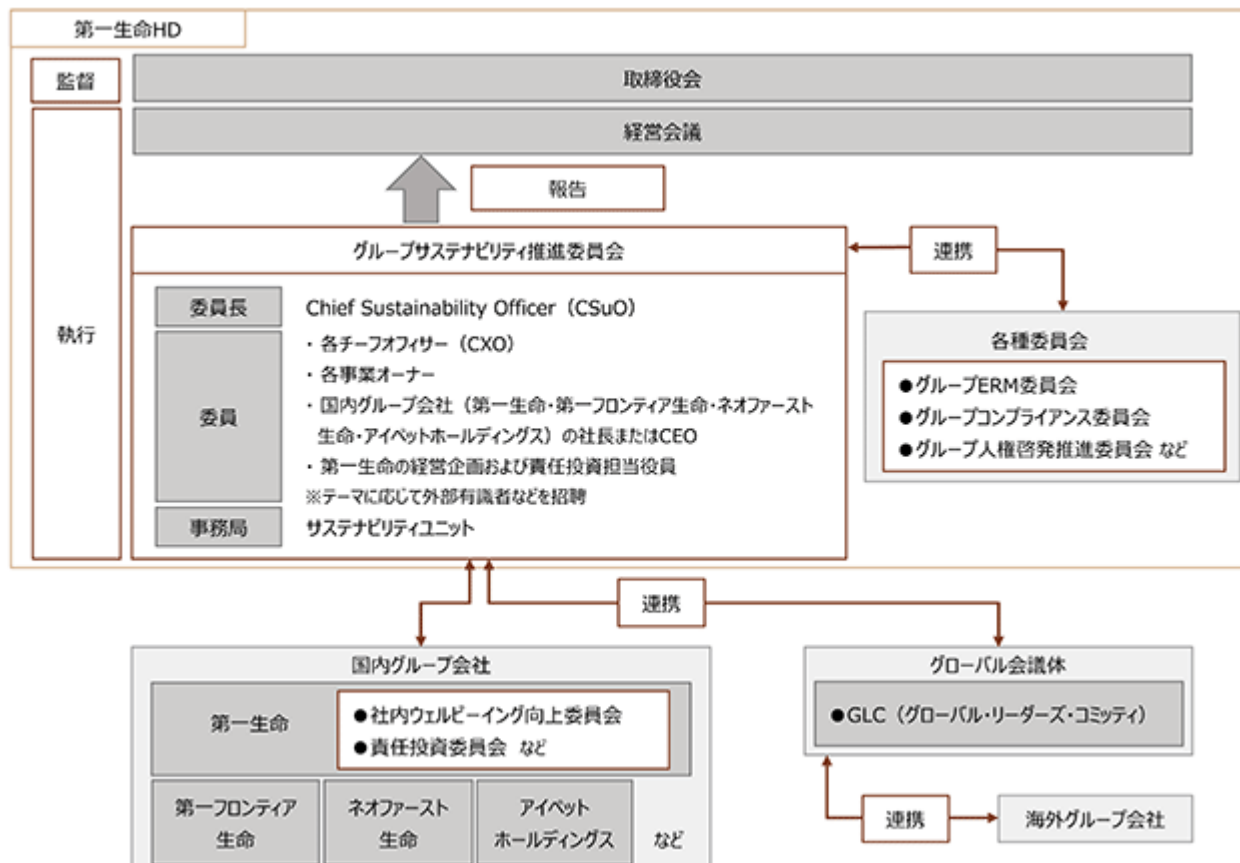 第一生命HD
監督
取締役会
経営会議
報告
執行
グループサステナビリティ推進委員会
連携
委員長
Chief Sustainability Officer（CSuO）
委員
・各チーフオフィサー（CXO）
・各事業オーナー
・国内グループ会社（第一生命・第一フロンティア生命・ネオファースト
生命・アイペットホールディングス）の社長またはCEO
・第一生命の経営企画および責任投資担当役員
※テーマに応じて外部有識者などを招聘
事務局
サステナビリティユニット
各種委員会
●グループERM委員会
●グループコンプライアンス委員会
●グループ人権啓発推進委員会 など
連携
国内グループ会社
第一生命
●社内ウェルビーイング向上委員会
●責任投資委員会 など
第一フロンティア
生命
ネオファースト
生命
アイペット
ホールディングス
など
グローバル会議体
●GLC（グローバル・リーダーズ・コミッティ）
連携
海外グループ会社